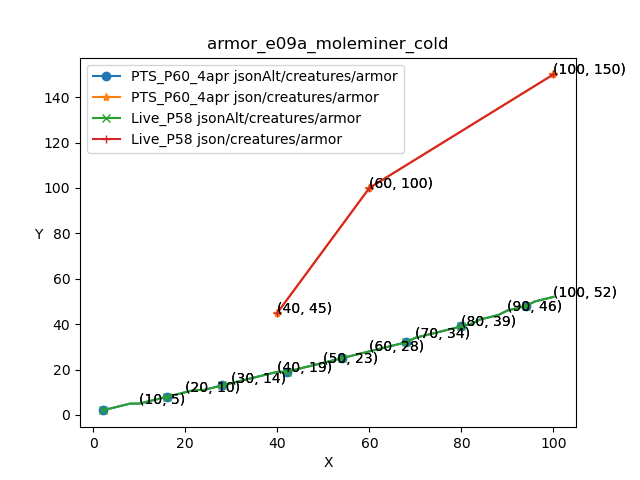 armor_e09a_moleminer_cold
PTS_P60_4apr jsonAlt/creatures/armor
PTS_P60_4apr json/creatures/armor
Live_P58 jsonAlt/creatures/armor
Live_P58 json/creatures/armor
(100, 150)
(60, 100)
(40, 45)
(100, 52)
(90, 46)
(80, 39)
(70, 34)
(60, 28)
(50, 23)
(40, 19)
(30, 14)
(20, 10)
(10, 5)
Y
140
120
100
80
60
40
20
0
0 20 40 60 80 100
X